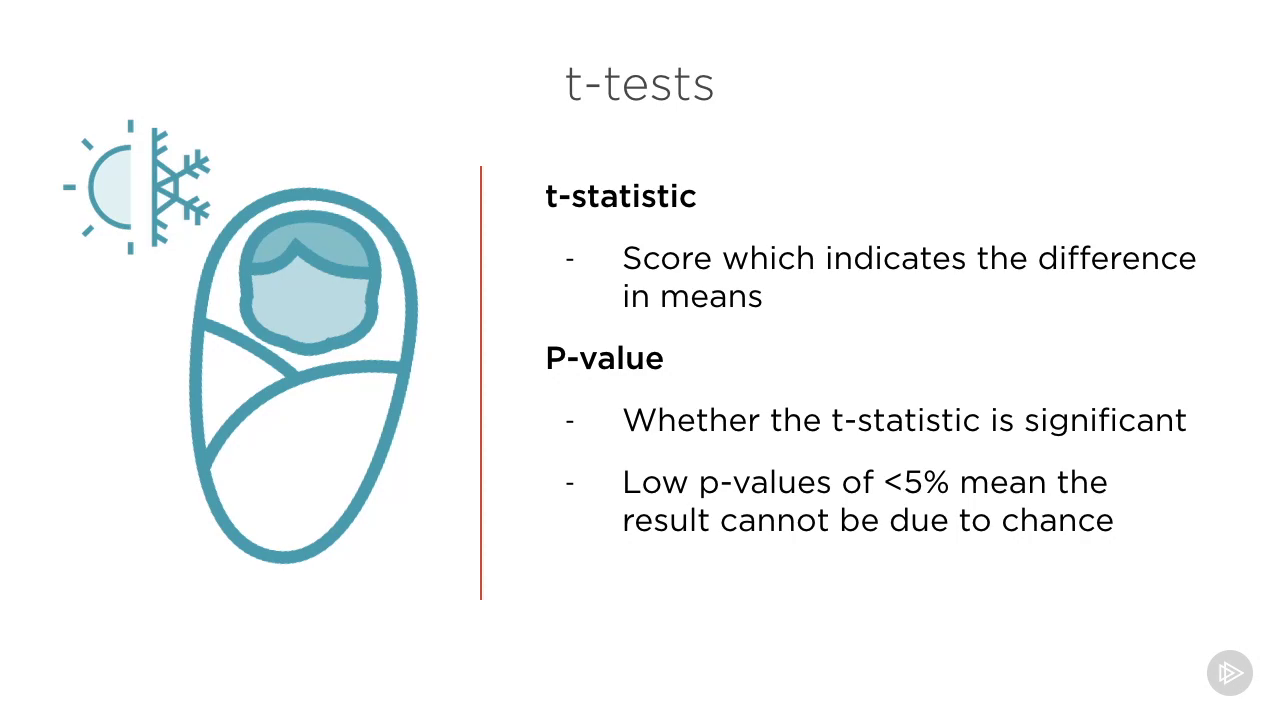 t-tests
t-statistic
- Score which indicates the difference
in means
P-value
- Whether the t-statistic is significant
- Low p-values of <5% mean the
result cannot be due to chance